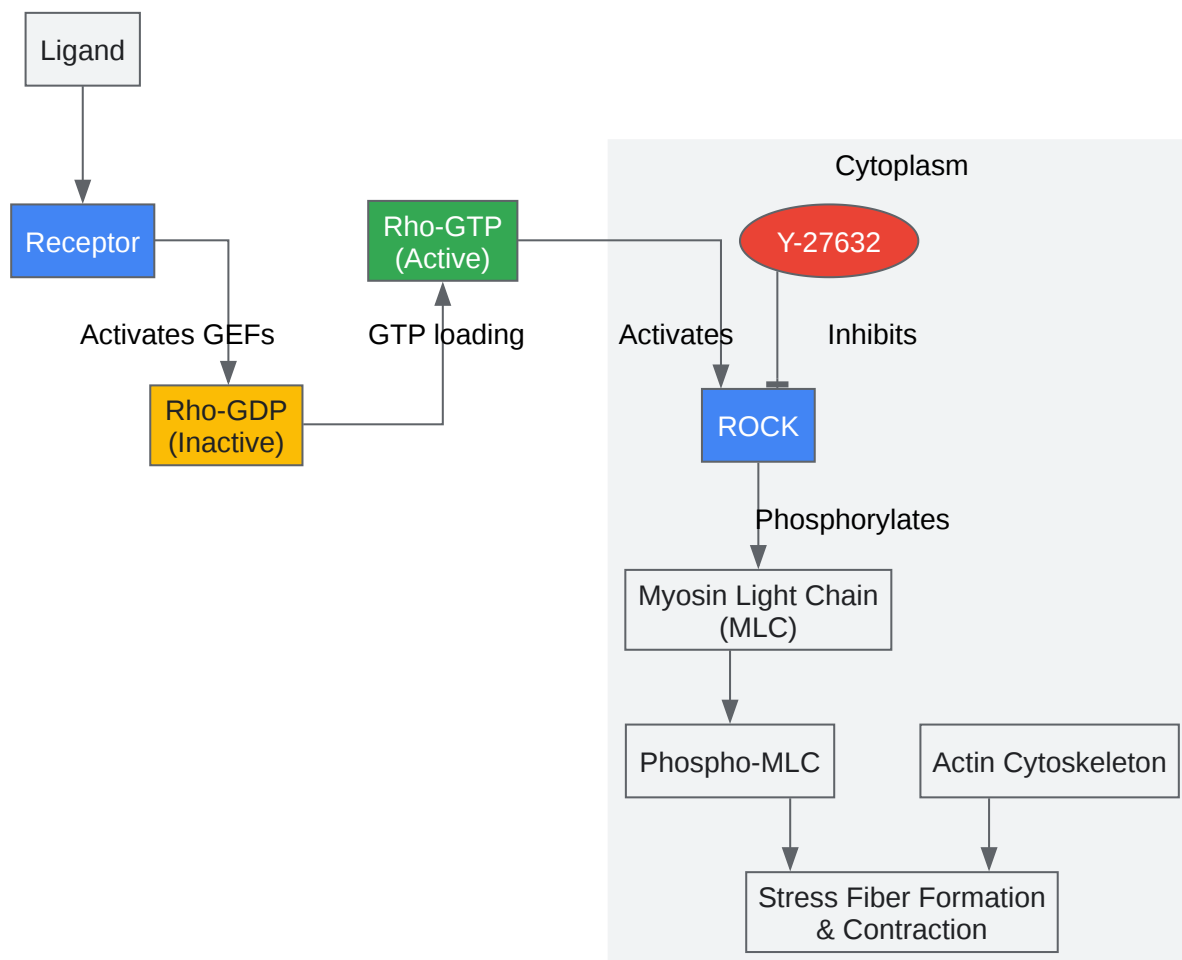 Ligand
Cytoplasm
Receptor
Rho-GTP
(Active)
Y-27632
Activates GEFs
GTP loading
Activates
Inhibits
Rho-GDP
(Inactive)
ROCK
Phosphorylates
Myosin Light Chain
(MLC)
Phospho-MLC
Actin Cytoskeleton
Stress Fiber Formation
& Contraction